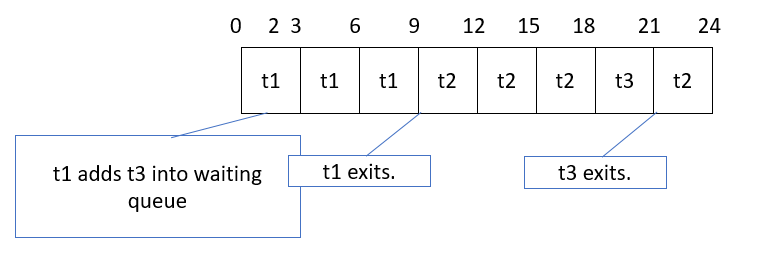 0 2 3 6 9 12 15 18 21 24
t1 t1 t1 t2 t2 t2 t3 t2
t1 adds t3 into waiting
queue
t1 exits.
t3 exits.